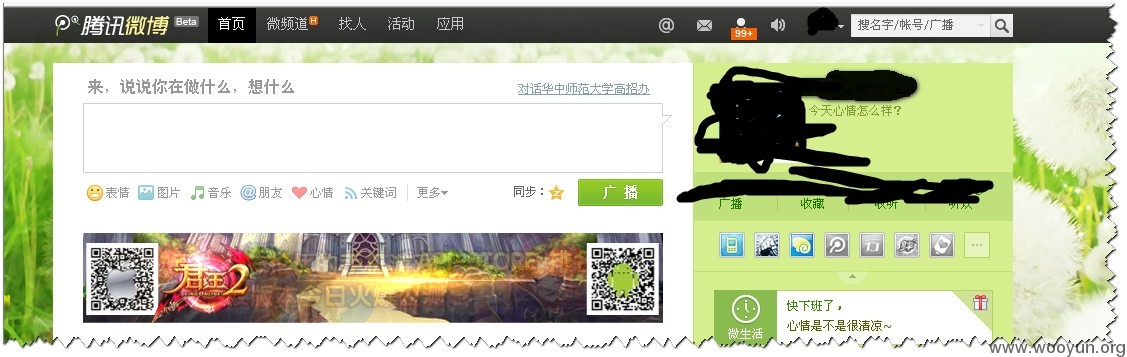 腾讯微博 Beta 首页 微频道 H 找人 活动 应用 @ 99+ 搜名字/帐号/广播
来，说说你在做什么，想什么 对话华中师范大学高招办
今天心情怎么样？
表情 图片 音乐 @朋友 心情 关键词 更多 同步： 广播
广播 收藏 收听 听众
君王2
快下班了，
心情是不是很清凉~
微生活
www.wooyun.org